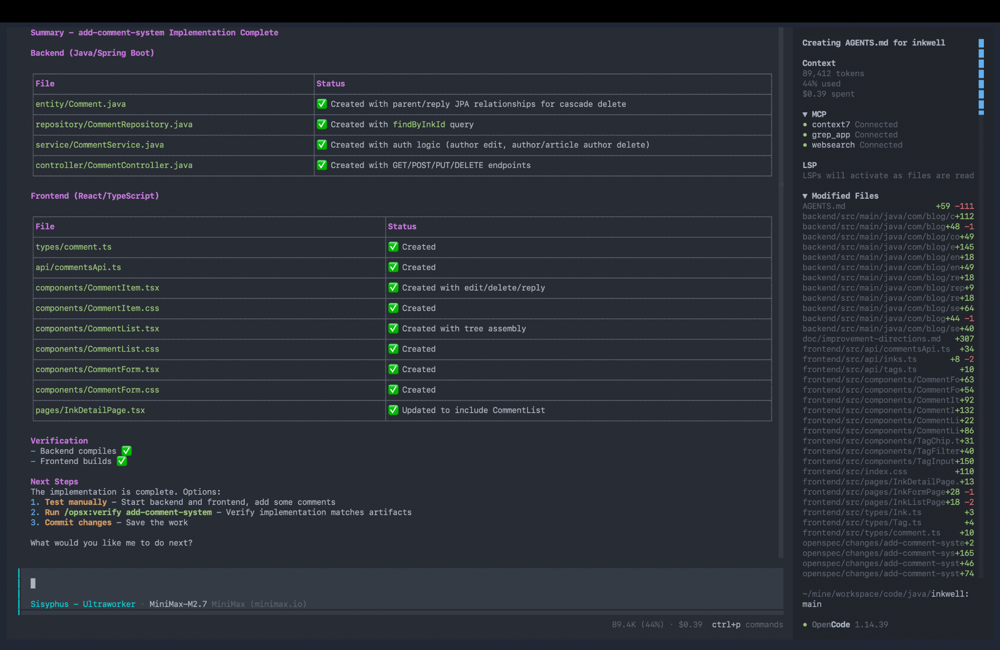 Summary - add-comment-system Implementation Complete
Backend (Java/Spring Boot)
File Status
entity/Comment.java ✅ Created with parent/reply JPA relationships for cascade delete
repository/CommentRepository.java ✅ Created with findByInkId query
service/CommentService.java ✅ Created with auth logic (author edit, author/article author delete)
controller/CommentController.java ✅ Created with GET/POST/PUT/DELETE endpoints
Frontend (React/TypeScript)
File Status
types/comment.ts ✅ Created
api/commentsApi.ts ✅ Created
components/CommentItem.tsx ✅ Created with edit/delete/reply
components/CommentItem.css ✅ Created
components/CommentList.tsx ✅ Created with tree assembly
components/CommentList.css ✅ Created
components/CommentForm.tsx ✅ Created
components/CommentForm.css ✅ Created
pages/InkDetailPage.tsx ✅ Updated to include CommentList
Verification
- Backend compiles ✅
- Frontend builds ✅
Next Steps
The implementation is complete. Options:
1. Test manually - Start backend and frontend, add some comments
2. Run /opsx:verify add-comment-system - Verify implementation matches artifacts
3. Commit changes - Save the work
What would you like me to do next?
Sisyphus - Ultraworker · MiniMax-M2.7 MiniMax (minimax.io)
89.4K (44%) · $0.39 ctrl+p commands
Creating AGENTS.md for inkwell
Context
89,412 tokens
44% used
$0.39 spent
▼ MCP
• context7 Connected
• grep_app Connected
• websearch Connected
LSP
LSPs will activate as files are read
▼ Modified Files
AGENTS.md +59 -111
backend/src/main/java/com/blog/c+112
backend/src/main/java/com/blog+48 -1
backend/src/main/java/com/blog/co+49
backend/src/main/java/com/blog/e+145
backend/src/main/java/com/blog/en+18
backend/src/main/java/com/blog/en+49
backend/src/main/java/com/blog/re+18
backend/src/main/java/com/blog/rep+9
backend/src/main/java/com/blog/re+18
backend/src/main/java/com/blog/se+64
backend/src/main/java/com/blog+44 -1
backend/src/main/java/com/blog/se+40
doc/improvement-directions.md +307
frontend/src/api/commentsApi.ts +34
frontend/src/api/inks.ts +8 -2
frontend/src/api/tags.ts +10
frontend/src/components/CommentFo+63
frontend/src/components/CommentFo+54
frontend/src/components/CommentIt+92
frontend/src/components/CommentI+132
frontend/src/components/CommentLi+22
frontend/src/components/CommentLi+86
frontend/src/components/TagChip.t+31
frontend/src/components/TagFilter+40
frontend/src/components/TagInput+150
frontend/src/index.css +110
frontend/src/pages/InkDetailPage.+13
frontend/src/pages/InkFormPage+28 -1
frontend/src/pages/InkListPage+18 -2
frontend/src/types/Ink.ts +3
frontend/src/types/Tag.ts +4
frontend/src/types/comment.ts +10
openspec/changes/add-comment-syste+2
openspec/changes/add-comment-sys+165
openspec/changes/add-comment-syst+46
openspec/changes/add-comment-syst+74
~/mine/workspace/code/java/inkwell:
main
• OpenCode 1.14.39